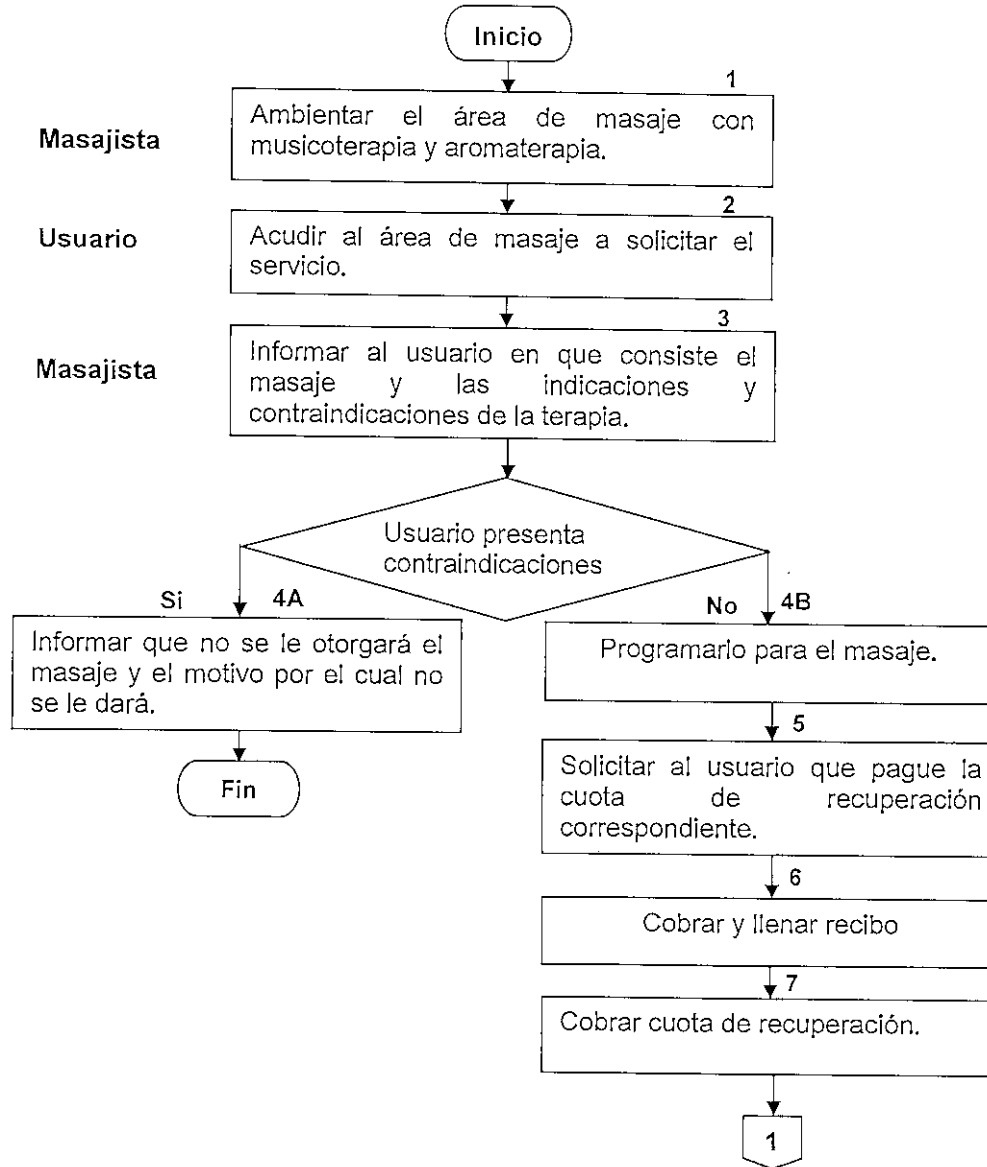 Inicio
1
Masajista
Ambientar el área de masaje con
musicoterapia y aromaterapia.
2
Usuario
Acudir al área de masaje a solicitar el
servicio.
3
Masajista
Informar al usuario en que consiste el
masaje y las indicaciones y
contraindicaciones de la terapia.
Usuario presenta
contraindicaciones
Si 4A
No 4B
Informar que no se le otorgará el
masaje y el motivo por el cual no
se le dará.
Fin
Programarlo para el masaje.
5
Solicitar al usuario que pague la
cuota de recuperación
correspondiente.
6
Cobrar y llenar recibo
7
Cobrar cuota de recuperación.
1